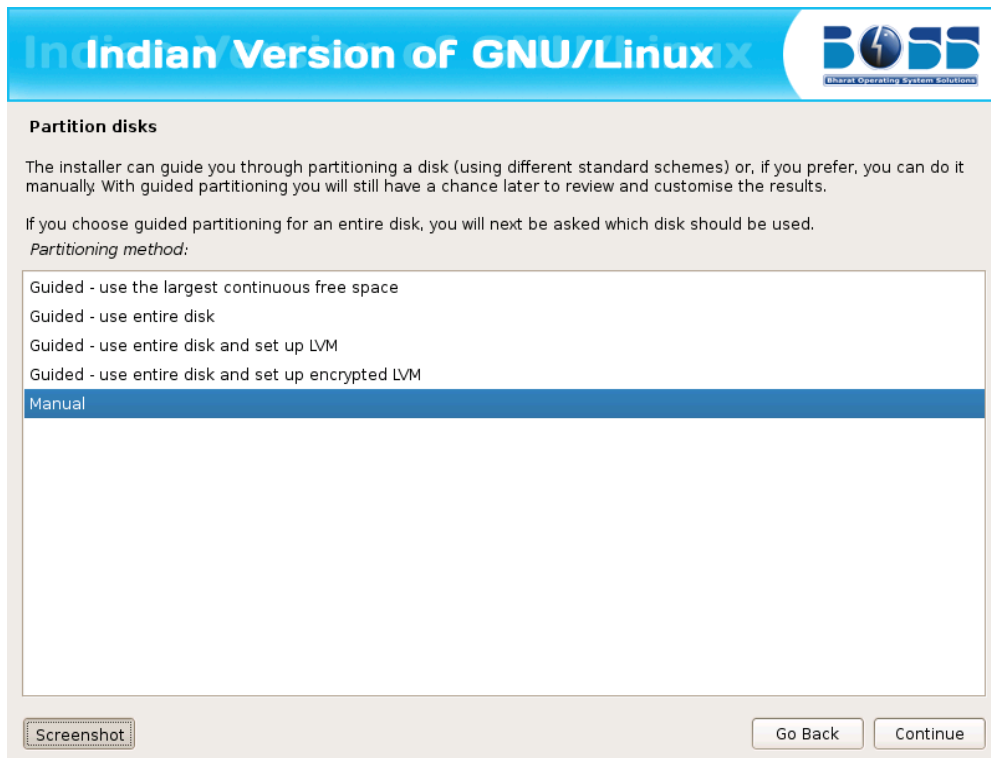 Indian Version of GNU/Linux
BOSS
Bharat Operating System Solutions
Partition disks
The installer can guide you through partitioning a disk (using different standard schemes) or, if you prefer, you can do it
manually. With guided partitioning you will still have a chance later to review and customise the results.
If you choose guided partitioning for an entire disk, you will next be asked which disk should be used.
Partitioning method:
Guided - use the largest continuous free space
Guided - use entire disk
Guided - use entire disk and set up LVM
Guided - use entire disk and set up encrypted LVM
Manual
Screenshot
Go Back
Continue